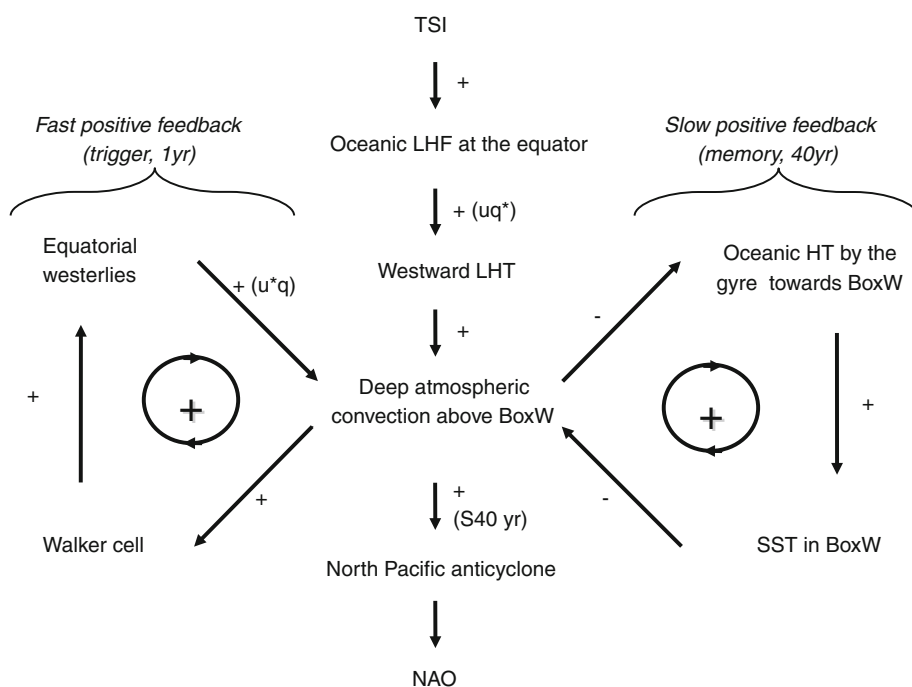 TSI
+
Fast positive feedback
(trigger, 1yr)
Oceanic LHF at the equator
Slow positive feedback
(memory, 40yr)
+ (uq*)
Equatorial
westerlies
+ (u*q)
Westward LHT
Oceanic HT by the
gyre towards BoxW
+
-
+
+
Deep atmospheric
convection above BoxW
+
+
+
+
-
+
(S40 yr)
Walker cell
SST in BoxW
North Pacific anticyclone
NAO